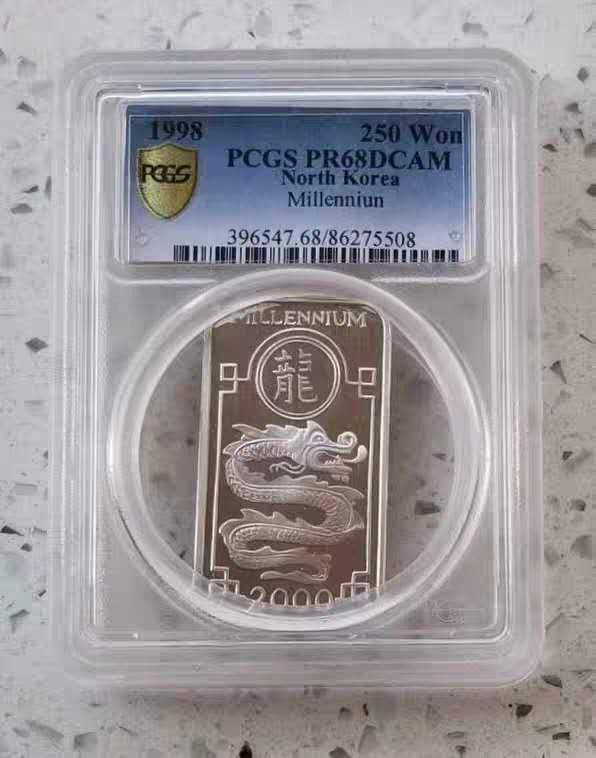 1998 250 Won
PCGS PR68DCAM
North Korea
Millenniun
396547.68/86275508
PCGS
MILLENNIUM
龍
2000